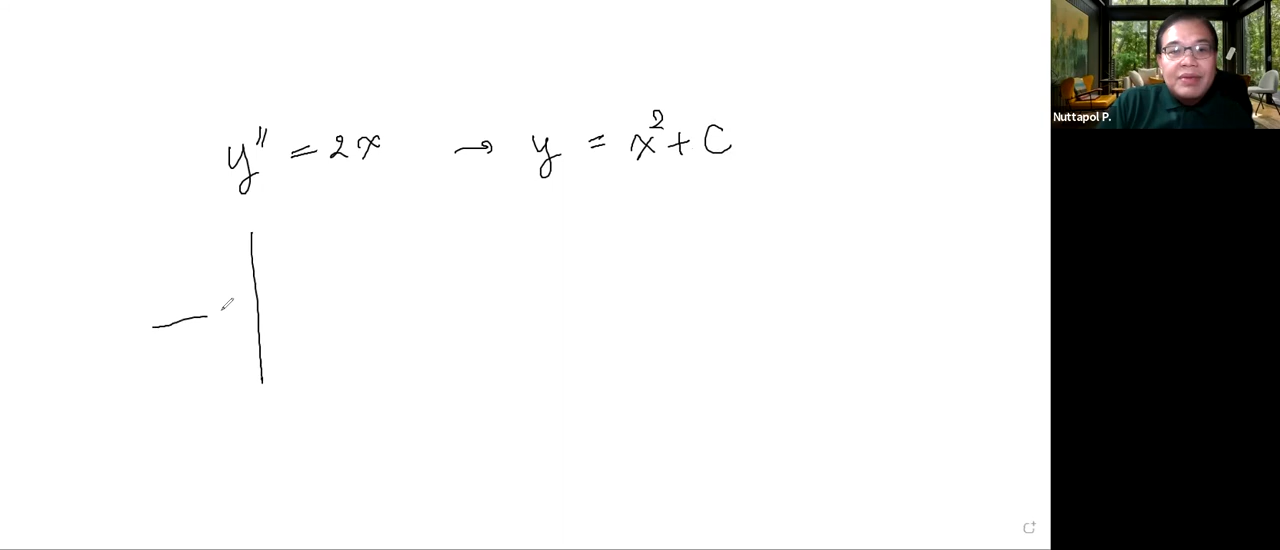 y'' = 2x → y = x² + C
Nuttapol P.